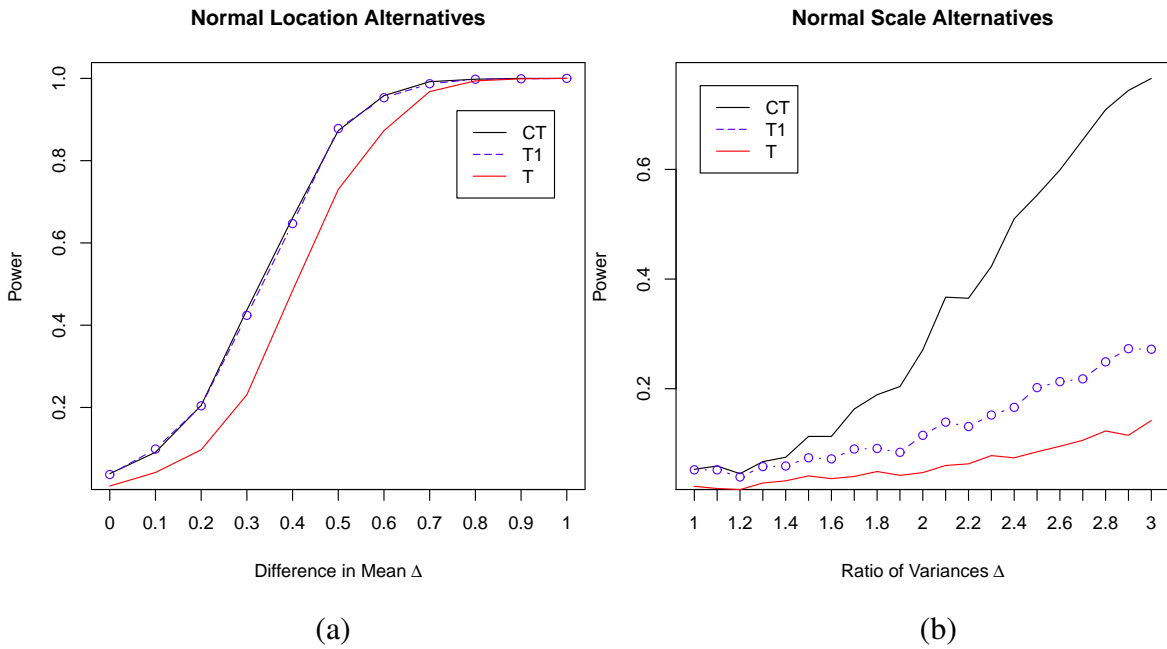 Normal Location Alternatives
Power
1.0
0.8
0.6
0.4
0.2
CT
T1
T
0 0.1 0.2 0.3 0.4 0.5 0.6 0.7 0.8 0.9 1
Difference in Mean Δ
(a)
Normal Scale Alternatives
Power
0.6
0.4
0.2
CT
T1
T
1 1.2 1.4 1.6 1.8 2 2.2 2.4 2.6 2.8 3
Ratio of Variances Δ
(b)